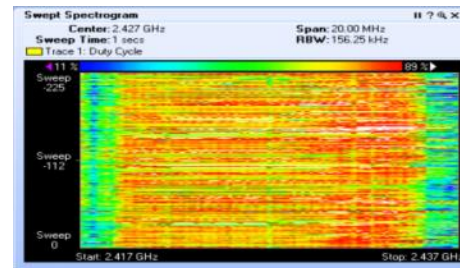 Swept Spectrogram
Center: 2.427 GHz Span: 20.00 MHz
Sweep Time: 1 secs RBW: 156.25 kHz
Trace 1: Duty Cycle
11 % 89 %
Sweep
-225
Sweep
-112
Sweep
0
Start: 2.417 GHz Stop: 2.437 GHz